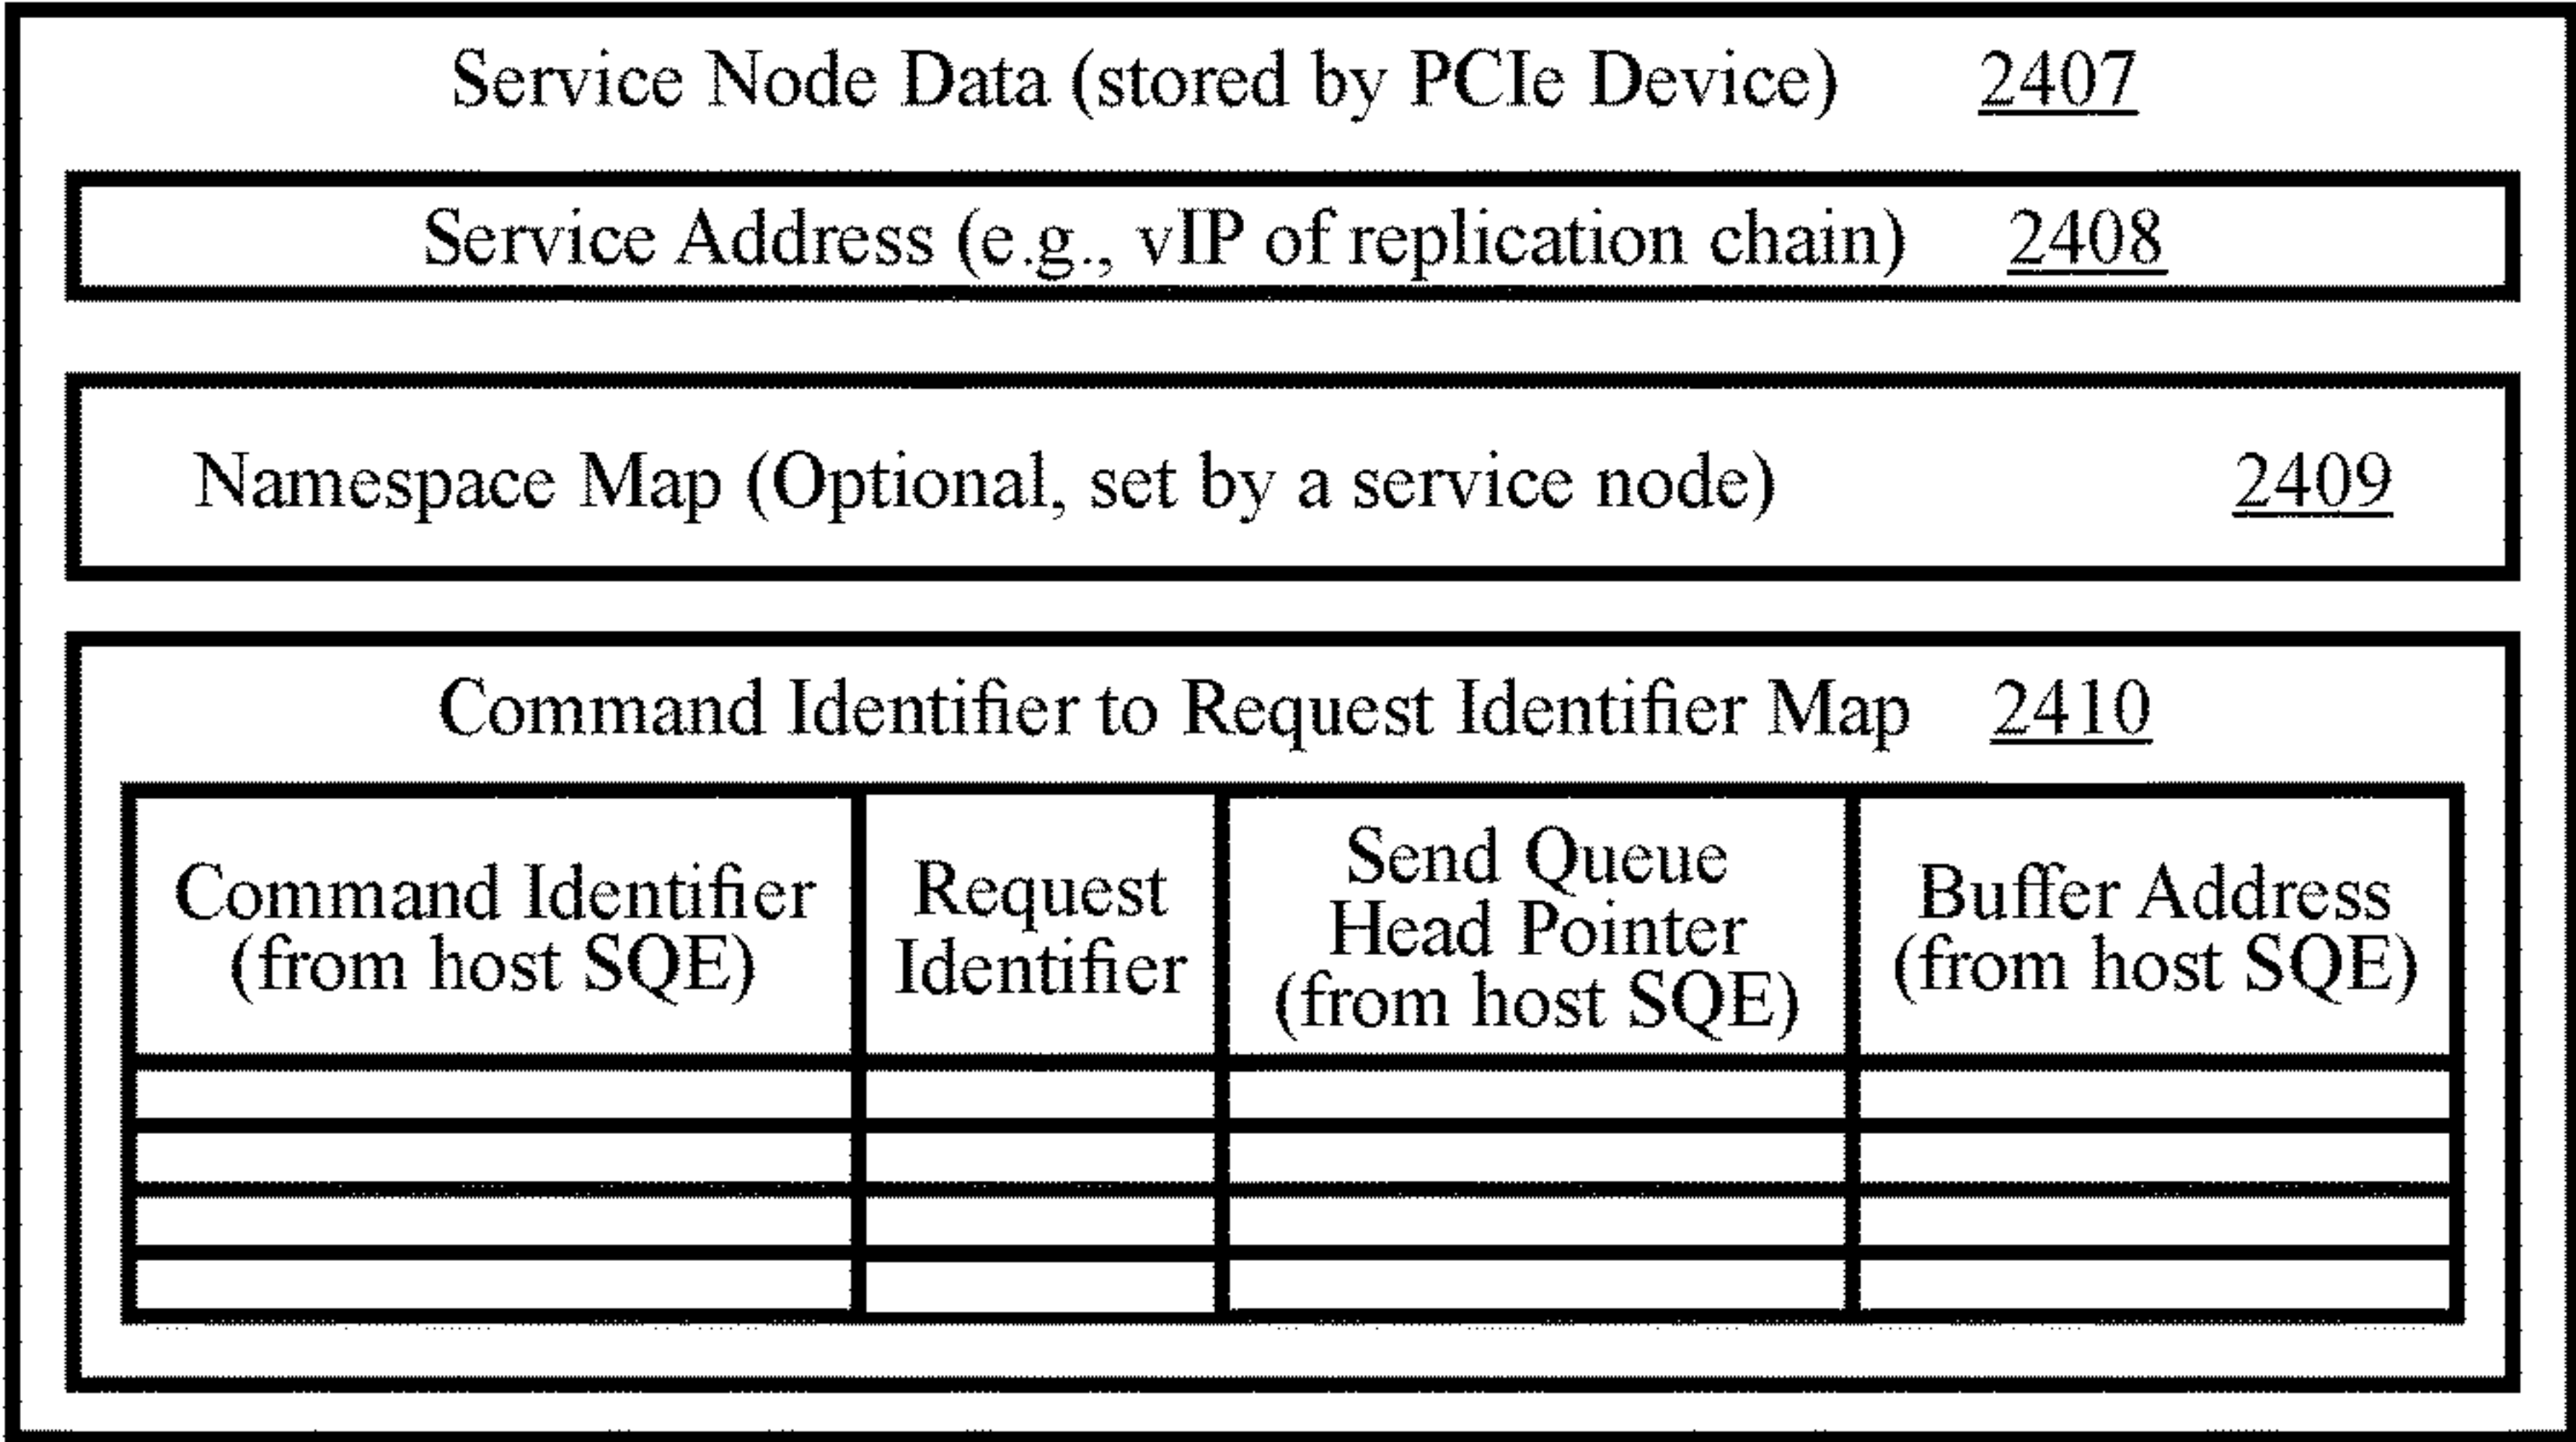 Service Node Data (stored by PCIe Device) 2407
Service Address (e.g., vIP of replication chain) 2408
Namespace Map (Optional, set by a service node) 2409
Command Identifier to Request Identifier Map 2410
Command Identifier
(from host SQE)
Request
Identifier
Send Queue
Head Pointer
(from host SQE)
Buffer Address
(from host SQE)